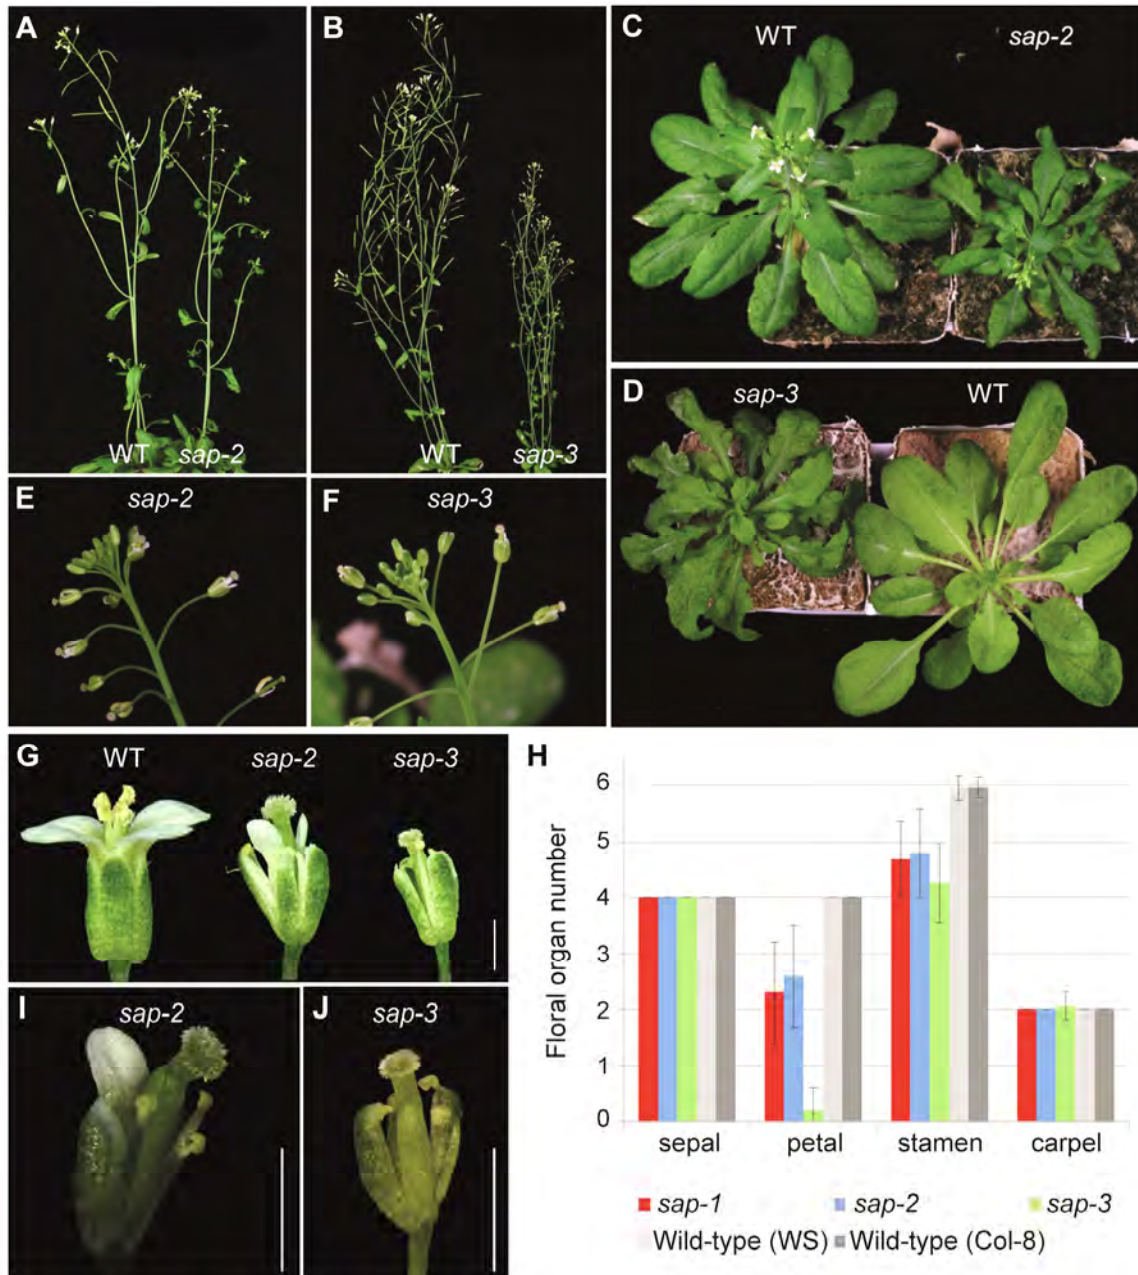 A
WT
sap-2
B
WT
sap-3
C
WT
sap-2
D
sap-3
WT
E
sap-2
F
sap-3
G
WT
sap-2
sap-3
H
Floral organ number
6
5
4
3
2
1
0
sepal
petal
stamen
carpel
sap-1
sap-2
sap-3
Wild-type (WS)
Wild-type (Col-8)
I
sap-2
J
sap-3